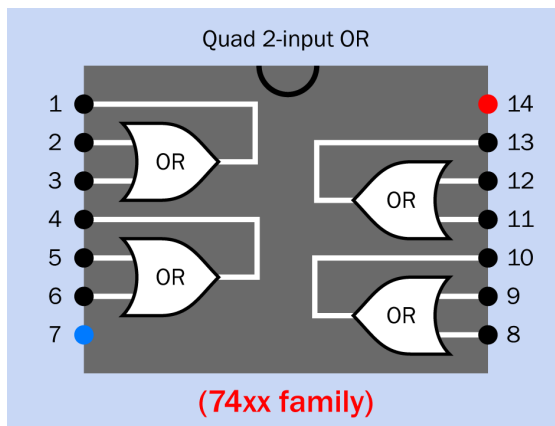 Quad 2-input OR
1
14
2
13
OR
3
12
OR
4
11
5
10
OR
6
9
OR
7
8
(74xx family)